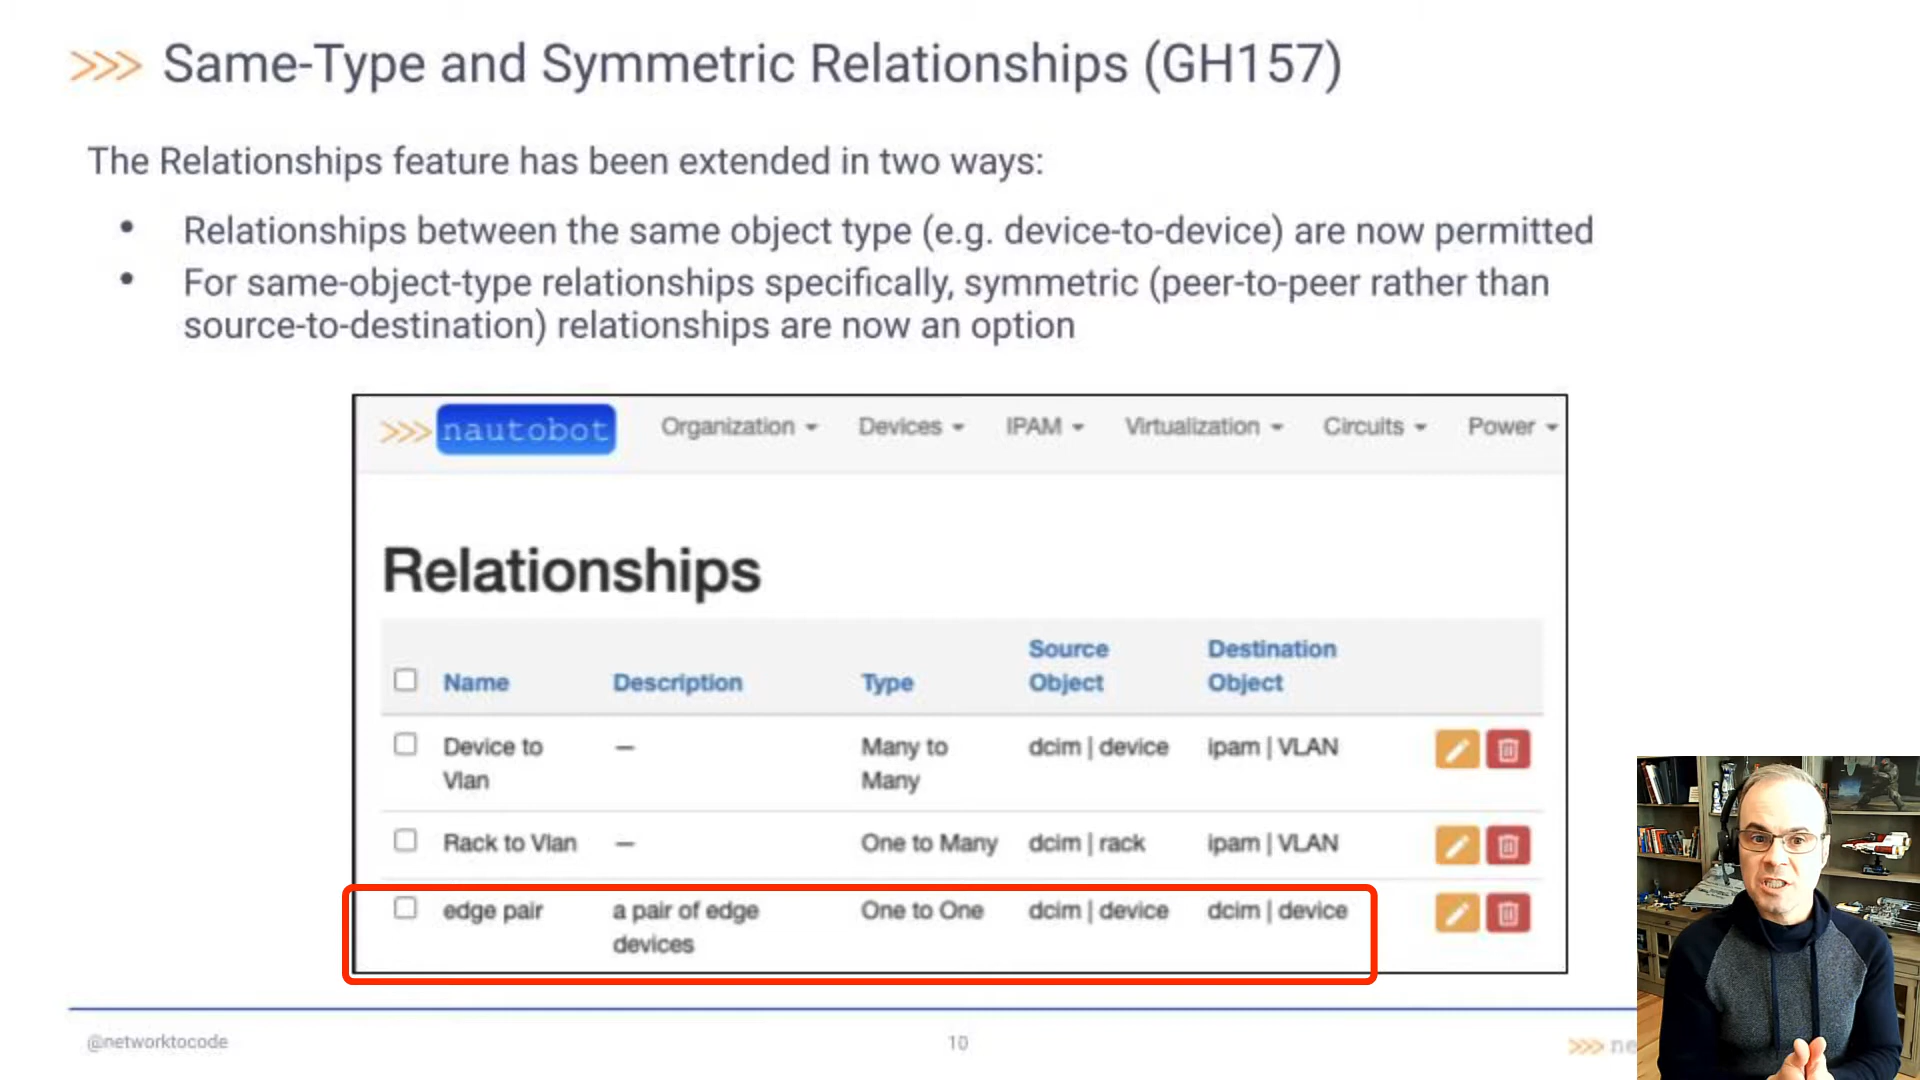 >>> Same-Type and Symmetric Relationships (GH157)
The Relationships feature has been extended in two ways:
• Relationships between the same object type (e.g. device-to-device) are now permitted
• For same-object-type relationships specifically, symmetric (peer-to-peer rather than
source-to-destination) relationships are now an option
>>> nautobot Organization Devices IPAM Virtualization Circuits Power
Relationships
Name Description Type Source Object Destination Object
Device to Vlan — Many to Many dcim | device ipam | VLAN
Rack to Vlan — One to Many dcim | rack ipam | VLAN
edge pair a pair of edge devices One to One dcim | device dcim | device
@networktocode 10 >>> ne